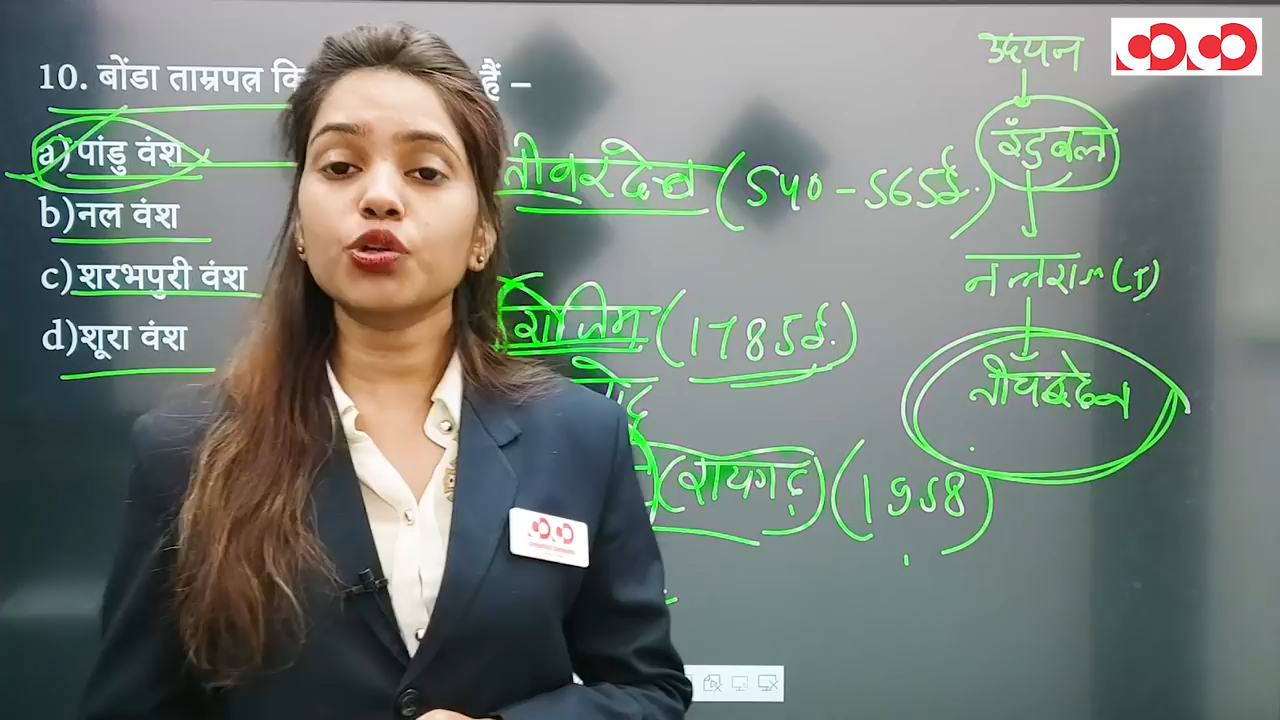 10. बोंडा ताम्रपत्र कि हैं –
a) पांडु वंश
b)नल वंश
c)शरभपुरी वंश
d)शूरा वंश
तीवरदेव (540 - 565ई.)
राजिम (1785ई.)
(रायगढ़) (1958)
उदयन
इंद्रबल
नन्नराज (I)
तीवरदेव